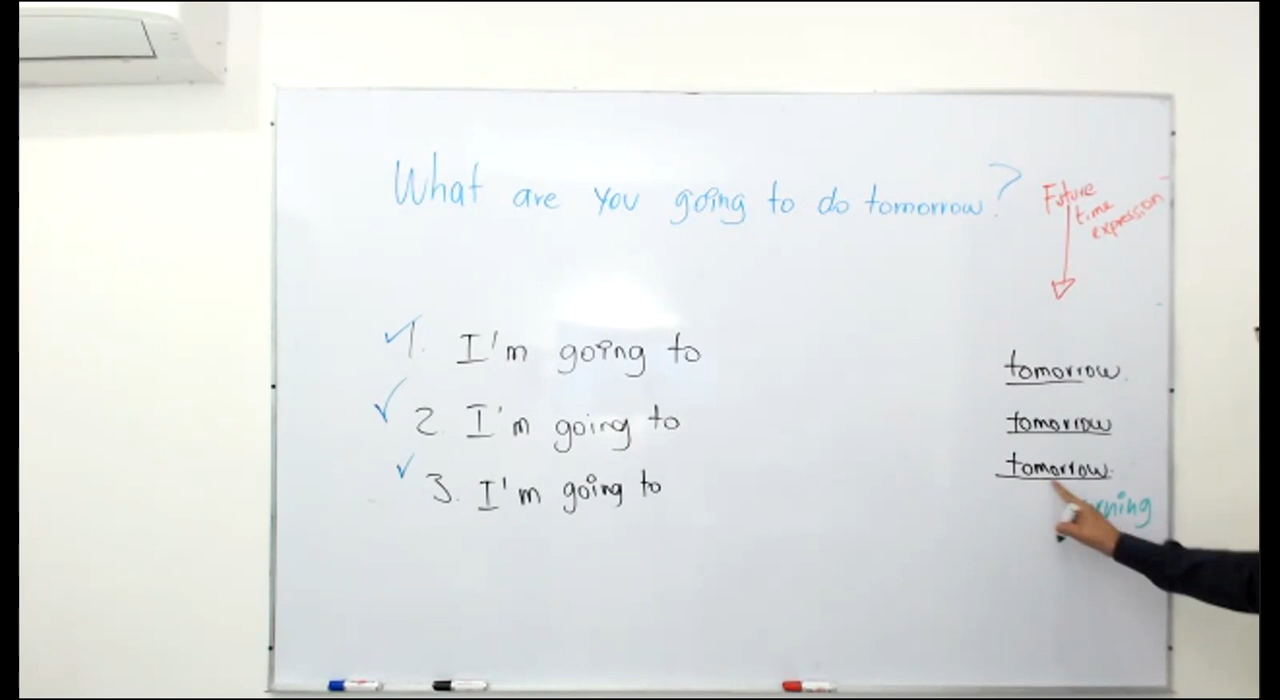 What are you going to do tomorrow?
Future
time
expression
1. I'm going to tomorrow.
2. I'm going to tomorrow
3. I'm going to tomorrow.